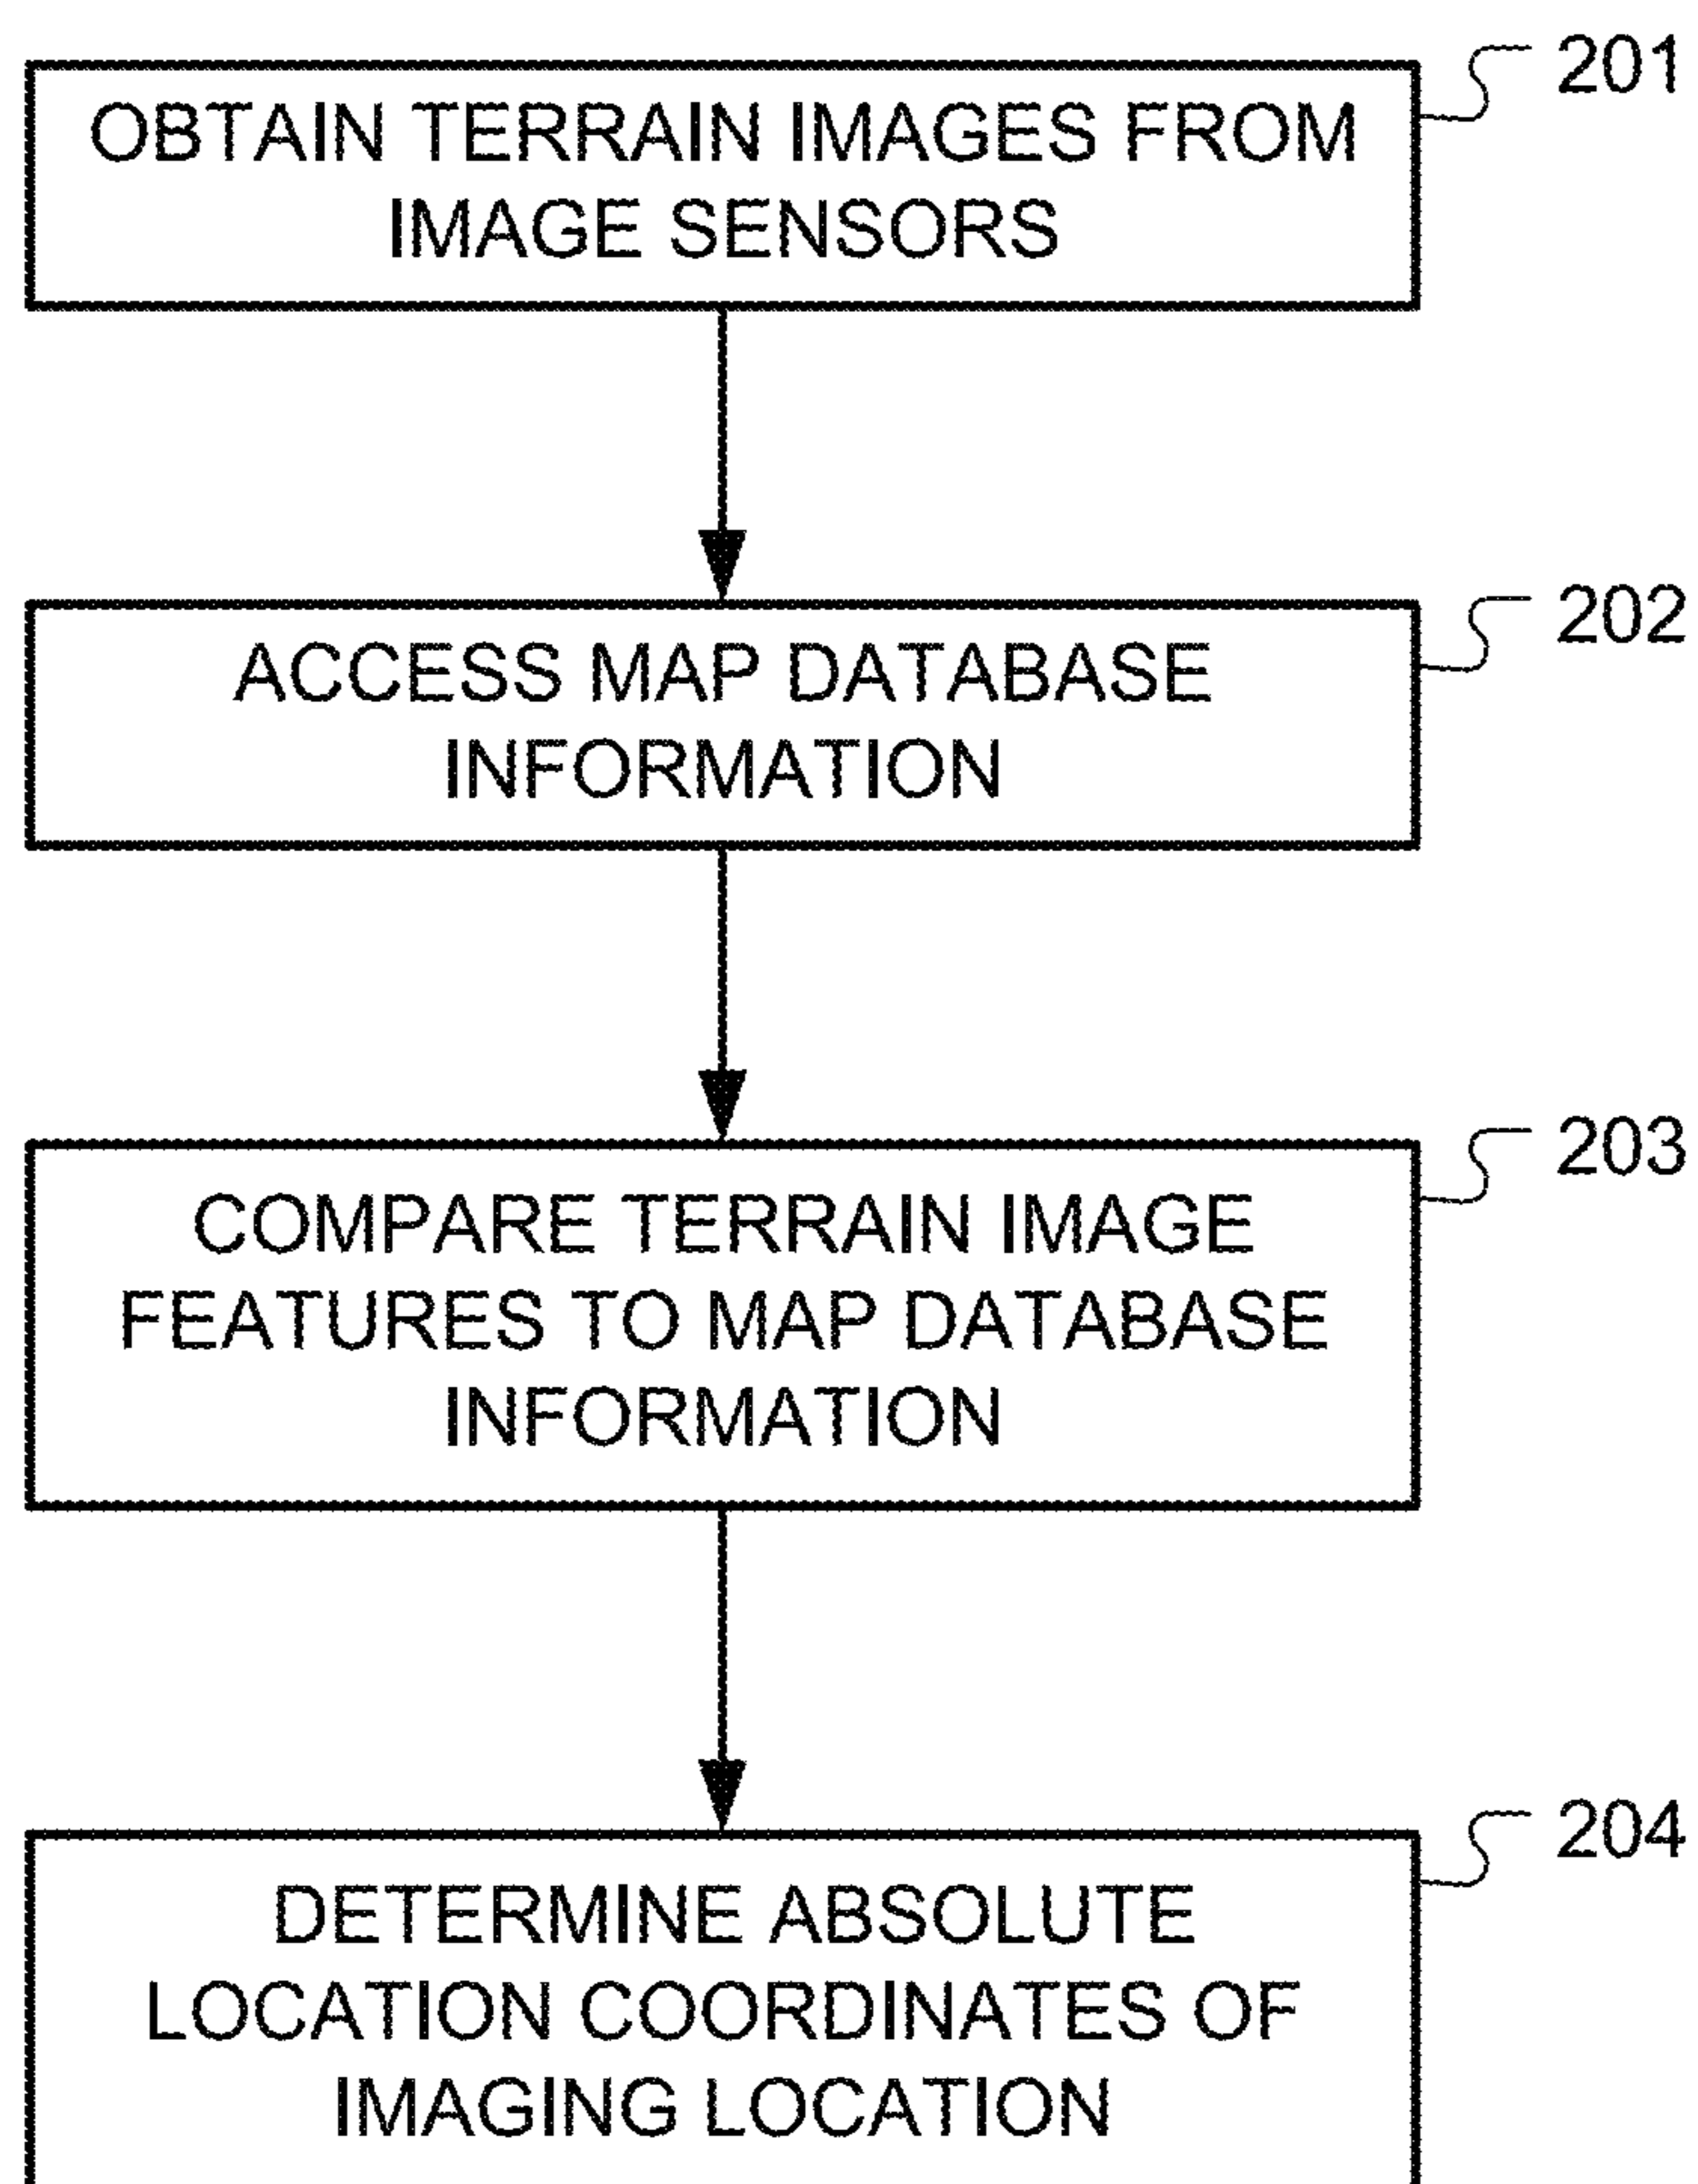 201
OBTAIN TERRAIN IMAGES FROM
IMAGE SENSORS
202
ACCESS MAP DATABASE
INFORMATION
203
COMPARE TERRAIN IMAGE
FEATURES TO MAP DATABASE
INFORMATION
204
DETERMINE ABSOLUTE
LOCATION COORDINATES OF
IMAGING LOCATION